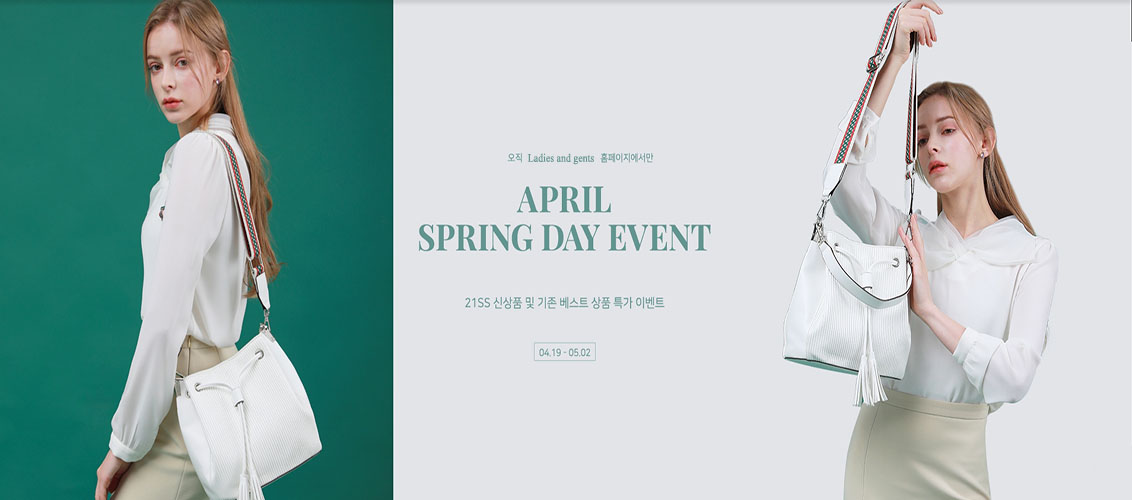 오직 Ladies and gents 홈페이지에서만
APRIL
SPRING DAY EVENT
21SS 신상품 및 기존 베스트 상품 특가 이벤트
04.19 - 05.02